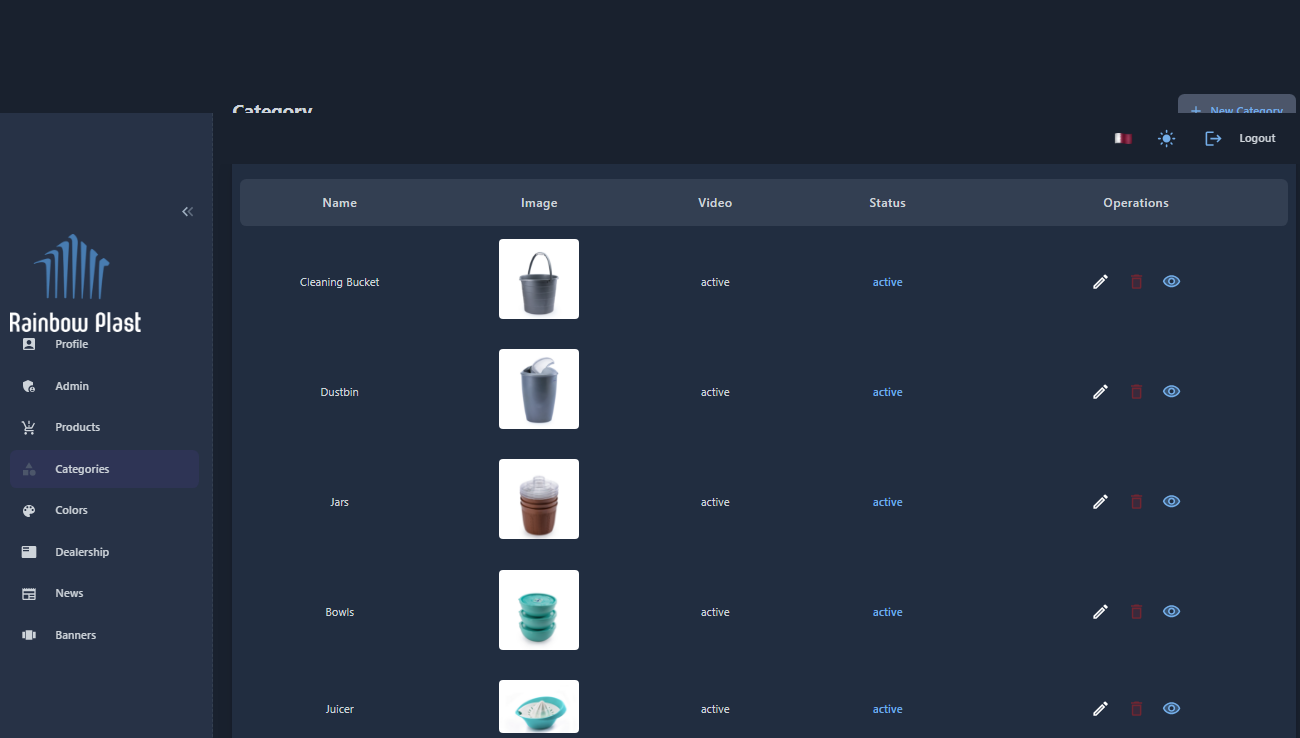 Category
New Category
Logout
Rainbow Plast
Profile
Admin
Products
Categories
Colors
Dealership
News
Banners
Name Image Video Status Operations
Cleaning Bucket active active
Dustbin active active
Jars active active
Bowls active active
Juicer active active